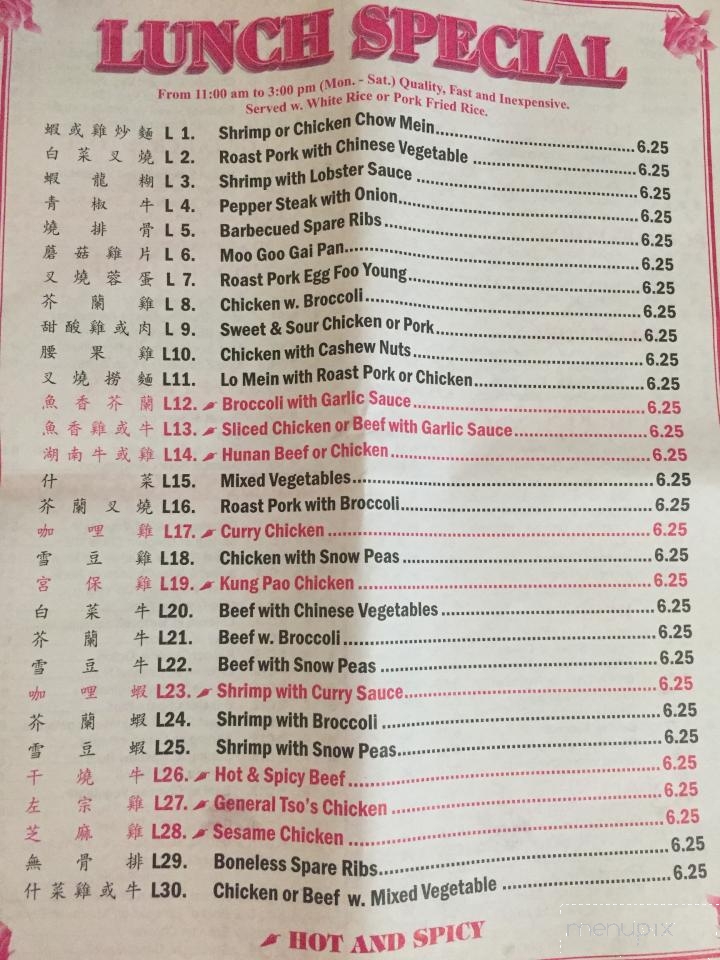 LUNCH SPECIAL
From 11:00 am to 3:00 pm (Mon. - Sat.) Quality, Fast and Inexpensive.
Served w. White Rice or Pork Fried Rice.
蝦或雞炒麵 L 1. Shrimp or Chicken Chow Mein 6.25
白菜叉燒 L 2. Roast Pork with Chinese Vegetable 6.25
蝦龍糊 L 3. Shrimp with Lobster Sauce 6.25
青椒牛 L 4. Pepper Steak with Onion 6.25
燒排骨 L 5. Barbecued Spare Ribs 6.25
蘑菇雞片 L 6. Moo Goo Gai Pan 6.25
叉燒蓉蛋 L 7. Roast Pork Egg Foo Young 6.25
芥蘭雞 L 8. Chicken w. Broccoli 6.25
甜酸雞或肉 L 9. Sweet & Sour Chicken or Pork 6.25
腰果雞 L10. Chicken with Cashew Nuts 6.25
叉燒撈麵 L11. Lo Mein with Roast Pork or Chicken 6.25
魚香芥蘭 L12. Broccoli with Garlic Sauce 6.25
魚香雞或牛 L13. Sliced Chicken or Beef with Garlic Sauce 6.25
湖南牛或雞 L14. Hunan Beef or Chicken 6.25
什菜 L15. Mixed Vegetables 6.25
芥蘭叉燒 L16. Roast Pork with Broccoli 6.25
咖哩雞 L17. Curry Chicken 6.25
雪豆雞 L18. Chicken with Snow Peas 6.25
宮保雞 L19. Kung Pao Chicken 6.25
白菜牛 L20. Beef with Chinese Vegetables 6.25
芥蘭牛 L21. Beef w. Broccoli 6.25
雪豆牛 L22. Beef with Snow Peas 6.25
咖哩蝦 L23. Shrimp with Curry Sauce 6.25
芥蘭蝦 L24. Shrimp with Broccoli 6.25
雪豆蝦 L25. Shrimp with Snow Peas 6.25
干燒牛 L26. Hot & Spicy Beef 6.25
左宗雞 L27. General Tso's Chicken 6.25
芝麻雞 L28. Sesame Chicken 6.25
無骨排 L29. Boneless Spare Ribs 6.25
什菜雞或牛 L30. Chicken or Beef w. Mixed Vegetable 6.25
HOT AND SPICY
menupix